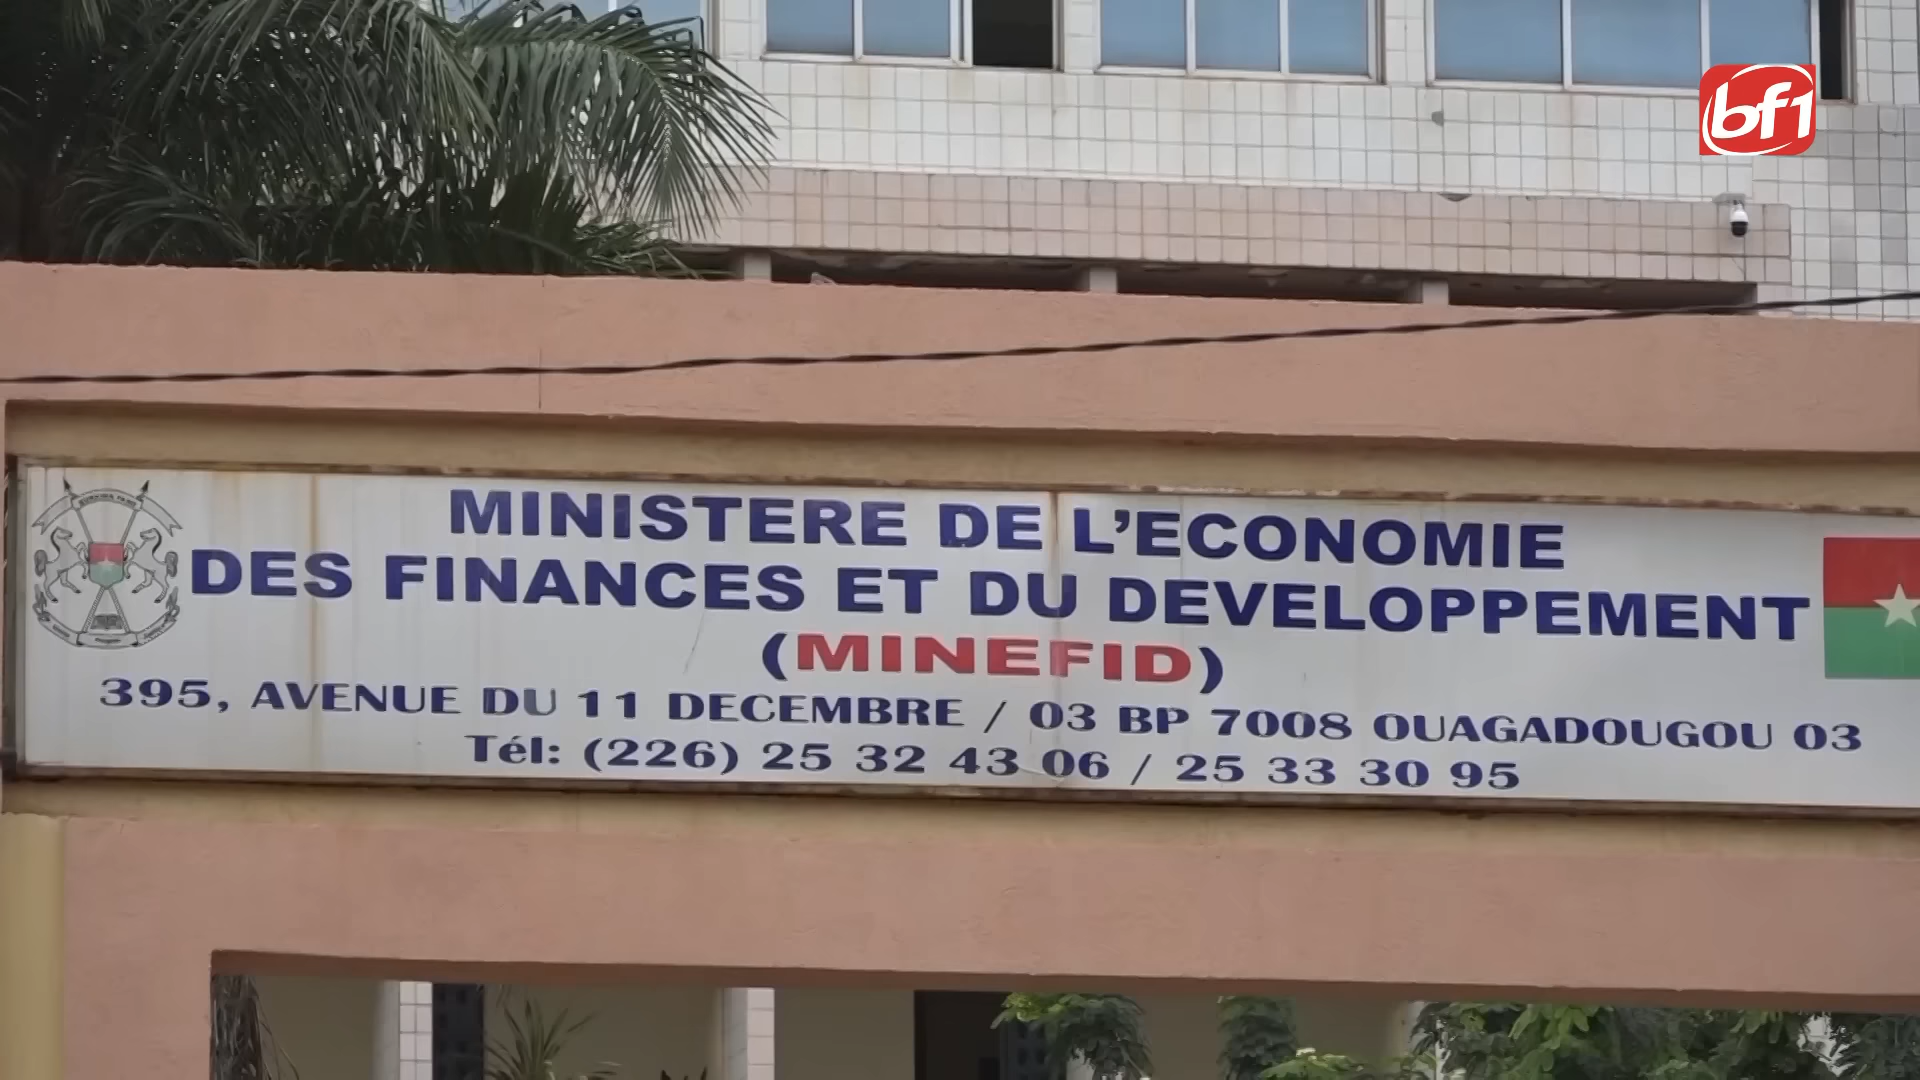 bf1
MINISTERE DE L'ECONOMIE
DES FINANCES ET DU DEVELOPPEMENT
(MINEFID)
395, AVENUE DU 11 DECEMBRE / 03 BP 7008 OUAGADOUGOU 03
Tél: (226) 25 32 43 06 / 25 33 30 95